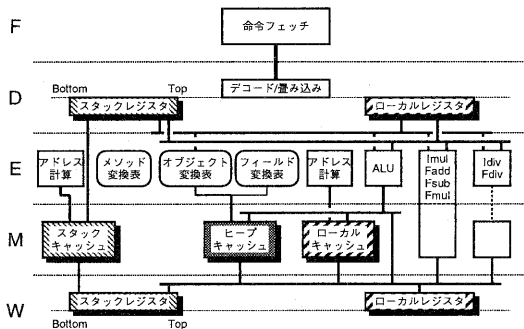 F
命令フェッチ
D
Bottom
Top
デコード/畳み込み
スタックレジスタ
ローカルレジスタ
E
アドレス
計算
メソッド
変換表
オブジェクト
変換表
フィールド
変換表
アドレス
計算
ALU
Imul
Fadd
Fsub
Fmul
Idiv
Fdiv
M
スタック
キャッシュ
ヒープ
キャッシュ
ローカル
キャッシュ
W
スタックレジスタ
ローカルレジスタ
Bottom
Top